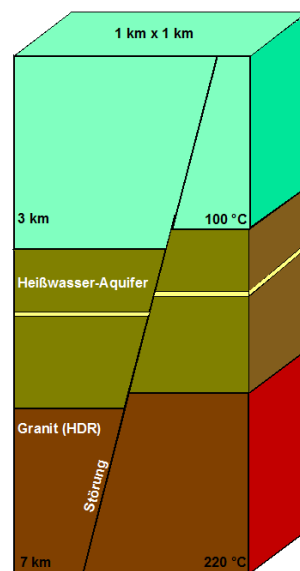 1 km x 1 km
3 km
100 °C
Heißwasser-Aquifer
Granit (HDR)
Störung
7 km
220 °C